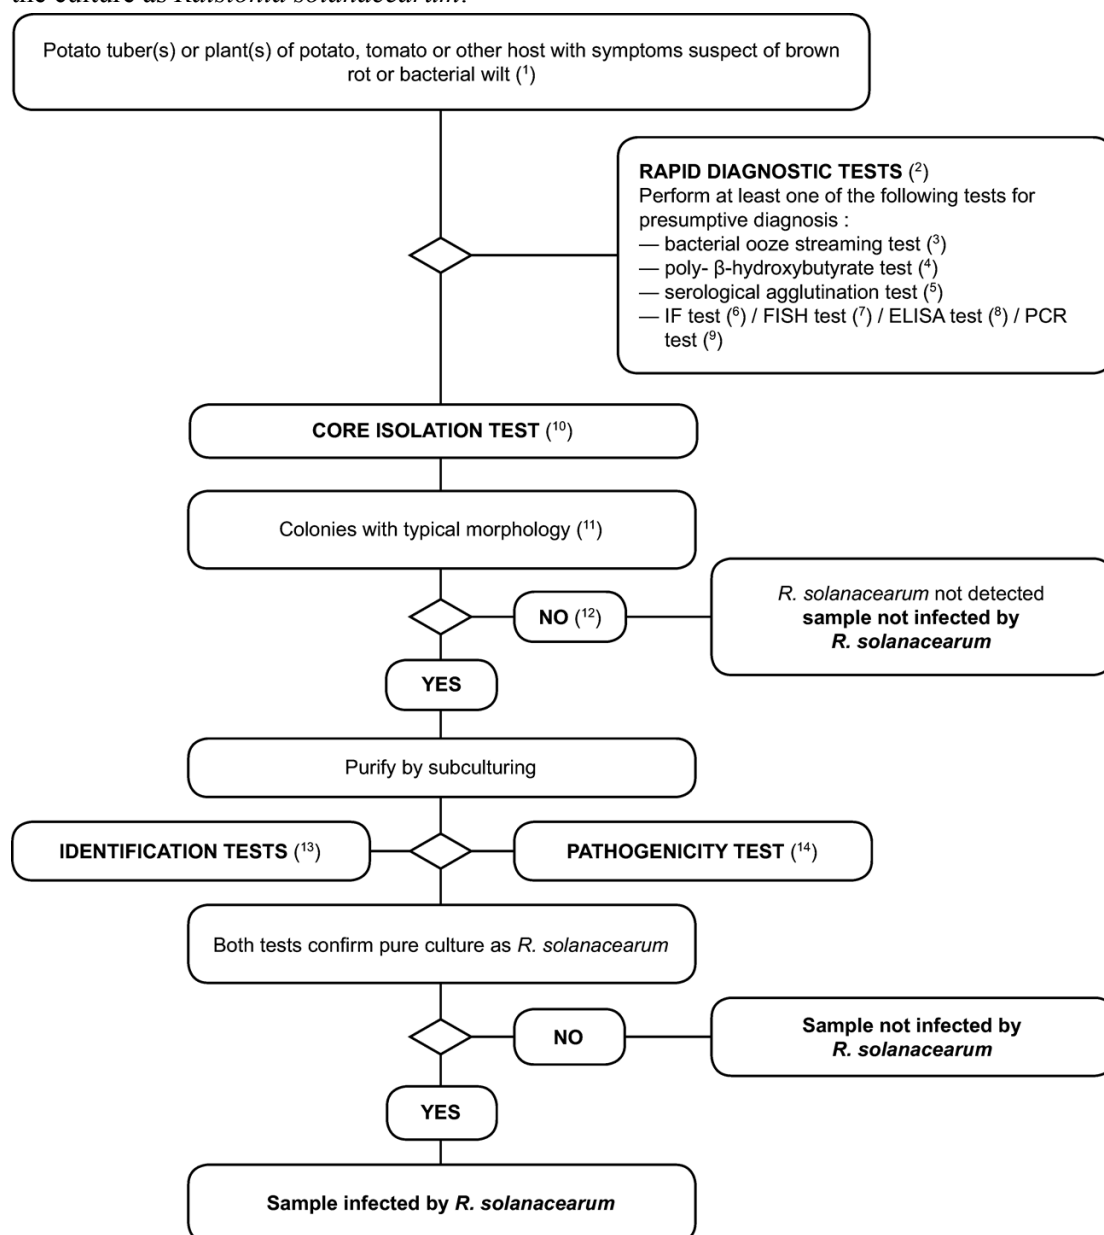 the culture as Ralstonia solanacearum.
Potato tuber(s) or plant(s) of potato, tomato or other host with symptoms suspect of brown
rot or bacterial wilt (¹)
RAPID DIAGNOSTIC TESTS (²)
Perform at least one of the following tests for
presumptive diagnosis :
— bacterial ooze streaming test (³)
— poly- β-hydroxybutyrate test (⁴)
— serological agglutination test (⁵)
— IF test (⁶) / FISH test (⁷) / ELISA test (⁸) / PCR
test (⁹)
CORE ISOLATION TEST (¹⁰)
Colonies with typical morphology (¹¹)
NO (¹²)
R. solanacearum not detected
sample not infected by
R. solanacearum
YES
Purify by subculturing
IDENTIFICATION TESTS (¹³)
PATHOGENICITY TEST (¹⁴)
Both tests confirm pure culture as R. solanacearum
NO
Sample not infected by
R. solanacearum
YES
Sample infected by R. solanacearum